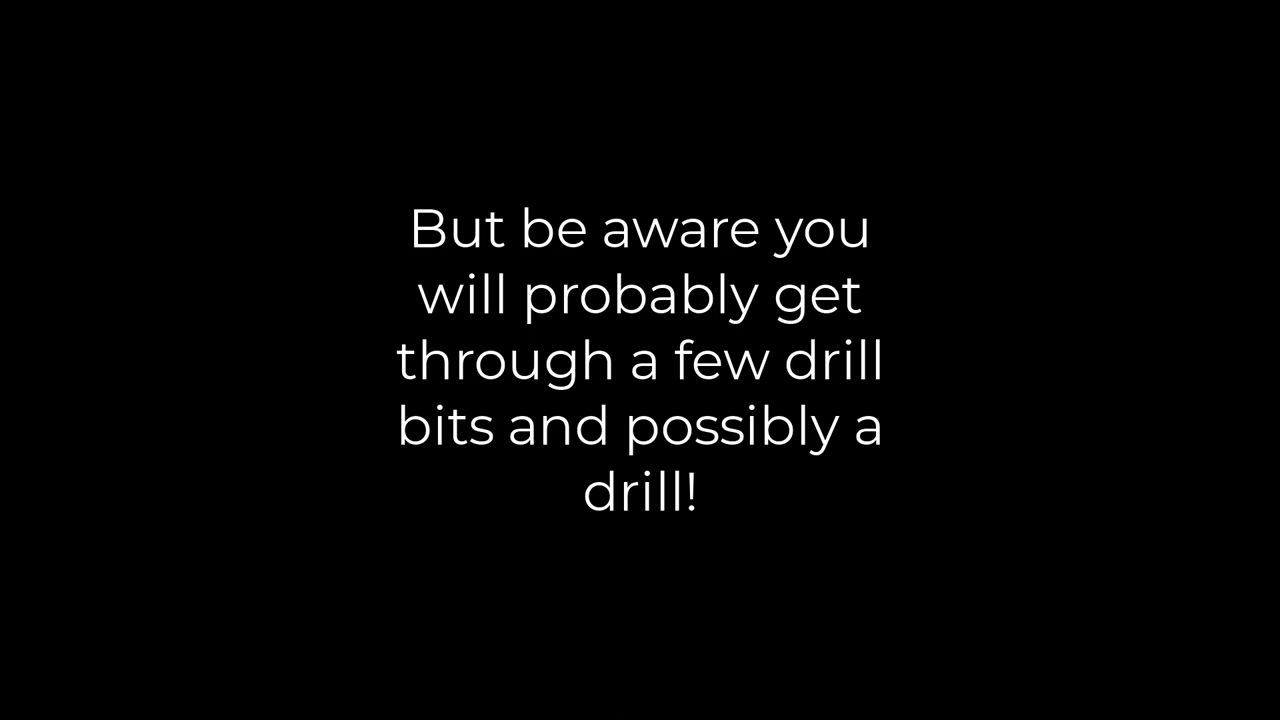 But be aware you
will probably get
through a few drill
bits and possibly a
drill!